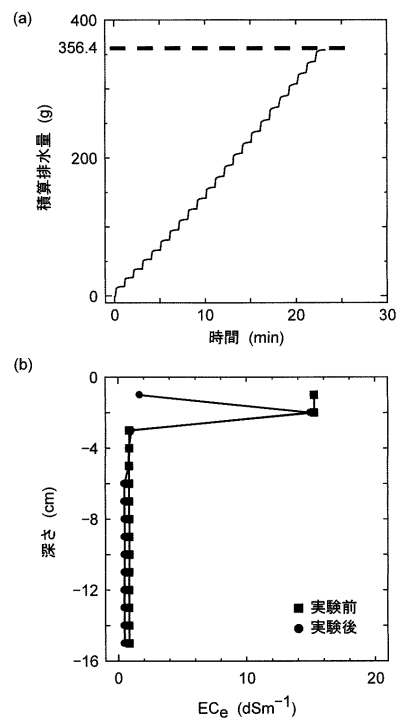 (a)
400
356.4
200
0
積算排水量 (g)
0 10 20 30
時間 (min)
(b)
0
−4
−8
−12
−16
深さ (cm)
実験前
実験後
0 10 20
ECe (dSm−1)